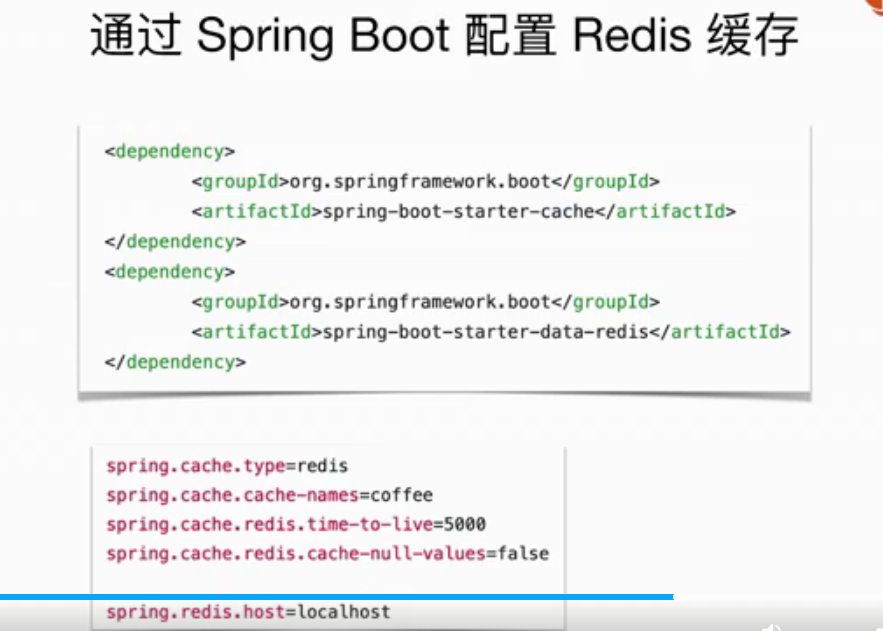 通过 Spring Boot 配置 Redis 缓存
<dependency>
<groupId>org.springframework.boot</groupId>
<artifactId>spring-boot-starter-cache</artifactId>
</dependency>
<dependency>
<groupId>org.springframework.boot</groupId>
<artifactId>spring-boot-starter-data-redis</artifactId>
</dependency>
spring.cache.type=redis
spring.cache.cache-names=coffee
spring.cache.redis.time-to-live=5000
spring.cache.redis.cache-null-values=false
spring.redis.host=localhost